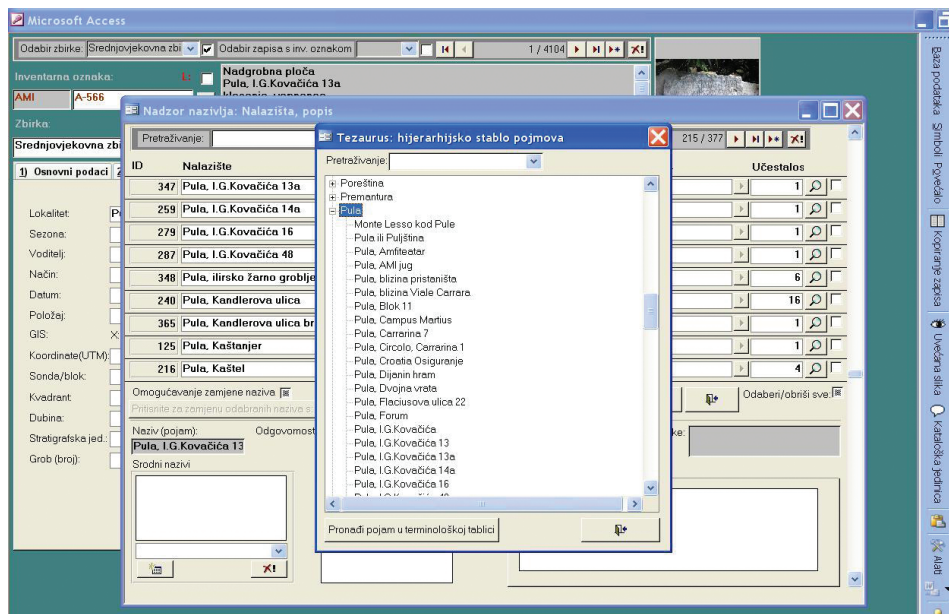 Microsoft Access
Odabir zbirke: Srednjovjekovna zbi
Odabir zapisa s inv. oznakom
1 / 4104
Inventarna oznaka:
L:
Nadgrobna ploča
Pula, I.G.Kovačića 13a
AMI
A-566
Zbirka:
Srednjovjekovna zbi
1) Osnovni podaci
2
Lokalitet:
Sezona:
Voditelj:
Način:
Datum:
Položaj:
GIS:
X:
Koordinate(UTM):
Sonda/blok:
Kvadrant:
Dubina:
Stratigrafska jed.:
Grob (broj):
Nadzor nazivlja: Nalazišta, popis
Pretraživanje:
215 / 377
ID
Nalazište
Učestalos
347 Pula, I.G.Kovačića 13a 1
259 Pula, I.G.Kovačića 14a 1
279 Pula, I.G.Kovačića 16 1
287 Pula, I.G.Kovačića 48 1
348 Pula, ilirsko žarno groblje 6
240 Pula, Kandlerova ulica 16
365 Pula, Kandlerova ulica br 1
125 Pula, Kaštanjer 1
216 Pula, Kaštel 4
Omogućavanje zamjene naziva
Pritisnite za zamjenu odabranih naziva s:
Odaberi/obriši sve:
Naziv (pojam):
Odgovornost
Pula, I.G.Kovačića 13
Srodni nazivi
ke:
Tezaurus: hijerarhijsko stablo pojmova
Pretraživanje:
Poreština
Premantura
Pula
Monte Lesso kod Pule
Pula ili Puljština
Pula, Amfiteatar
Pula, AMI jug
Pula, blizina pristaništa
Pula, blizina Viale Carrara
Pula, Blok 11
Pula, Campus Martius
Pula, Carrarina 7
Pula, Circolo, Carrarina 1
Pula, Croatia Osiguranje
Pula, Dijanin hram
Pula, Dvojna vrata
Pula, Flaciusova ulica 22
Pula, Forum
Pula, I.G.Kovačića
Pula, I.G.Kovačića 13
Pula, I.G.Kovačića 13a
Pula, I.G.Kovačića 14a
Pula, I.G.Kovačića 16
Pronađi pojam u terminološkoj tablici
Baza podataka
Simboli
Povećalo
Kopiranje zapisa
Uvećana slika
Kataloška jedinica
Alati